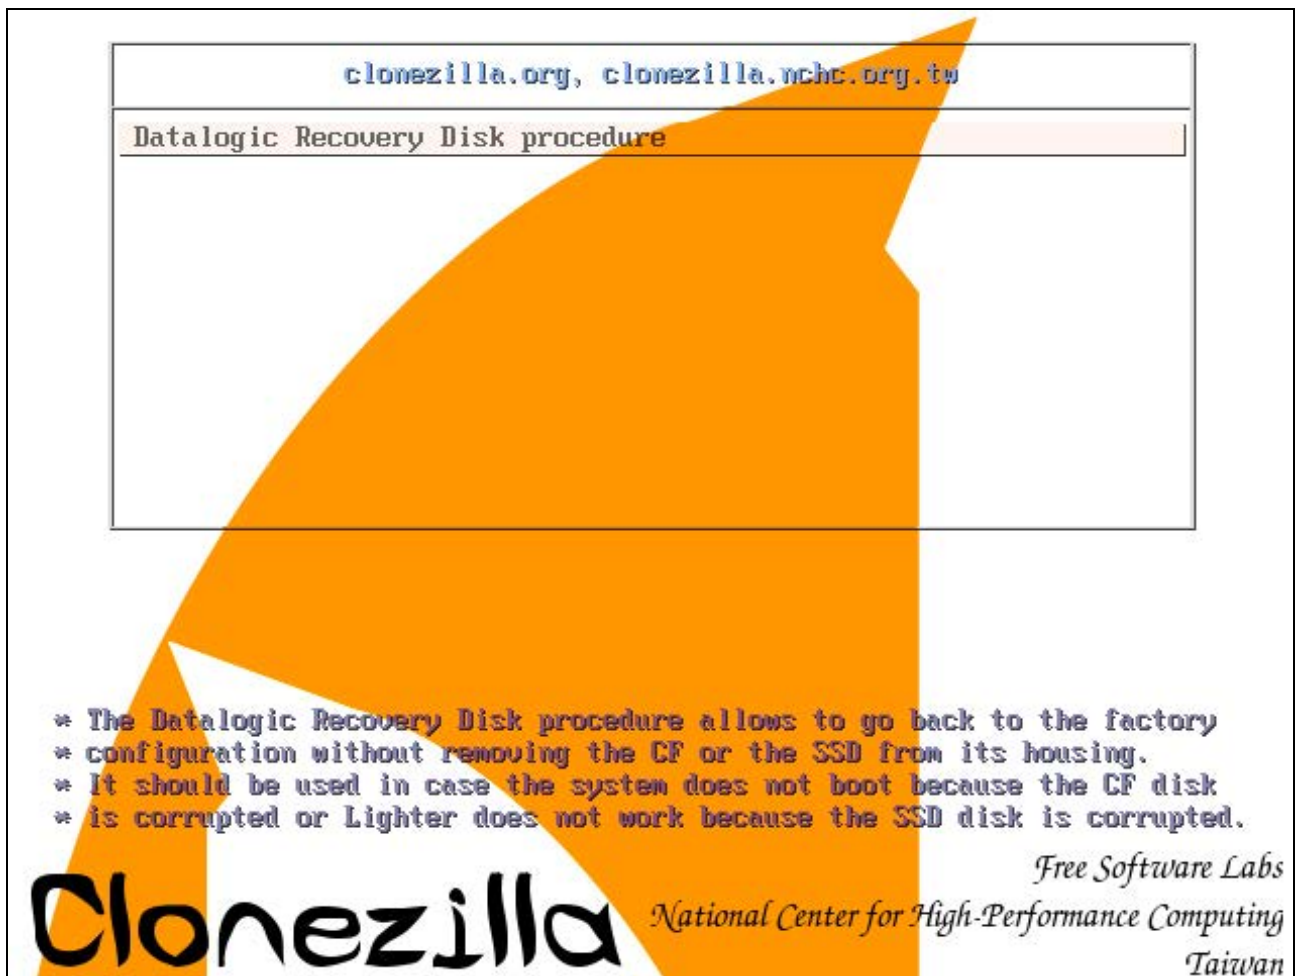 clonezilla.org, clonezilla.nchc.org.tw
Datalogic Recovery Disk procedure
* The Datalogic Recovery Disk procedure allows to go back to the factory
* configuration without removing the CF or the SSD from its housing.
* It should be used in case the system does not boot because the CF disk
* is corrupted or Lighter does not work because the SSD disk is corrupted.
Free Software Labs
Clonezilla National Center for High-Performance Computing
Taiwan